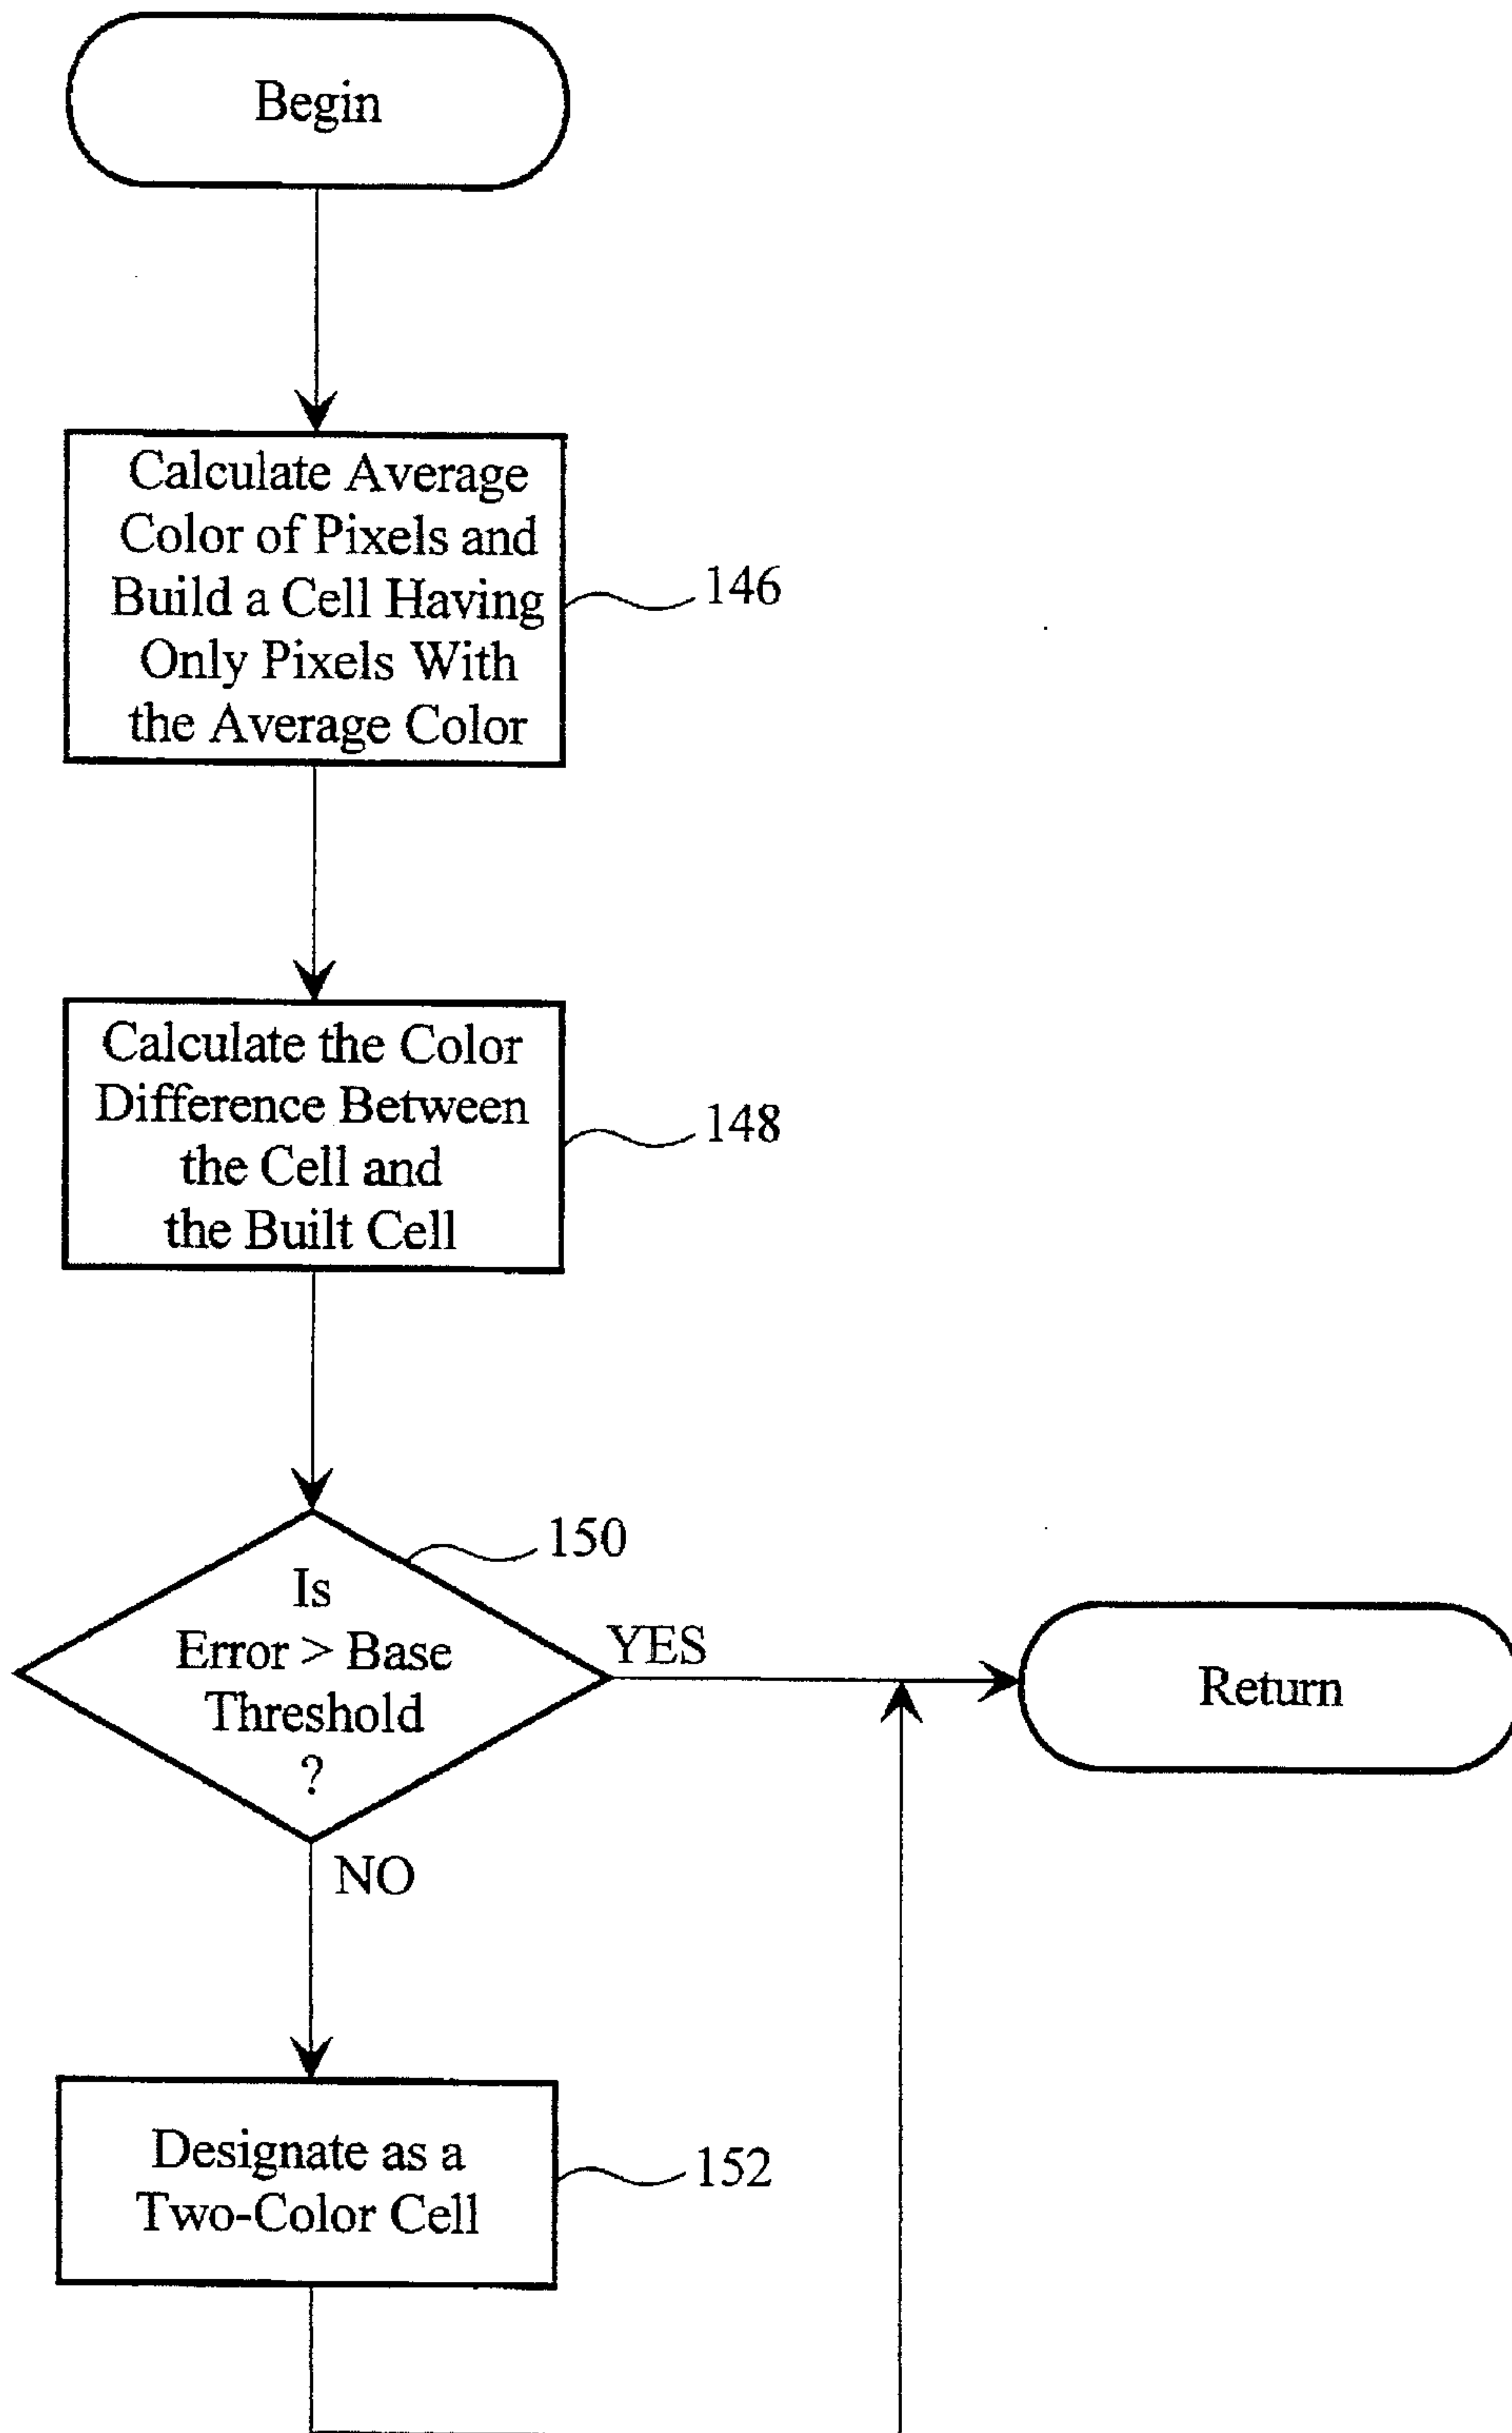 Begin
Calculate Average
Color of Pixels and
Build a Cell Having
Only Pixels With
the Average Color
146
Calculate the Color
Difference Between
the Cell and
the Built Cell
148
150
Is
Error > Base
Threshold
?
YES
Return
NO
Designate as a
Two-Color Cell
152